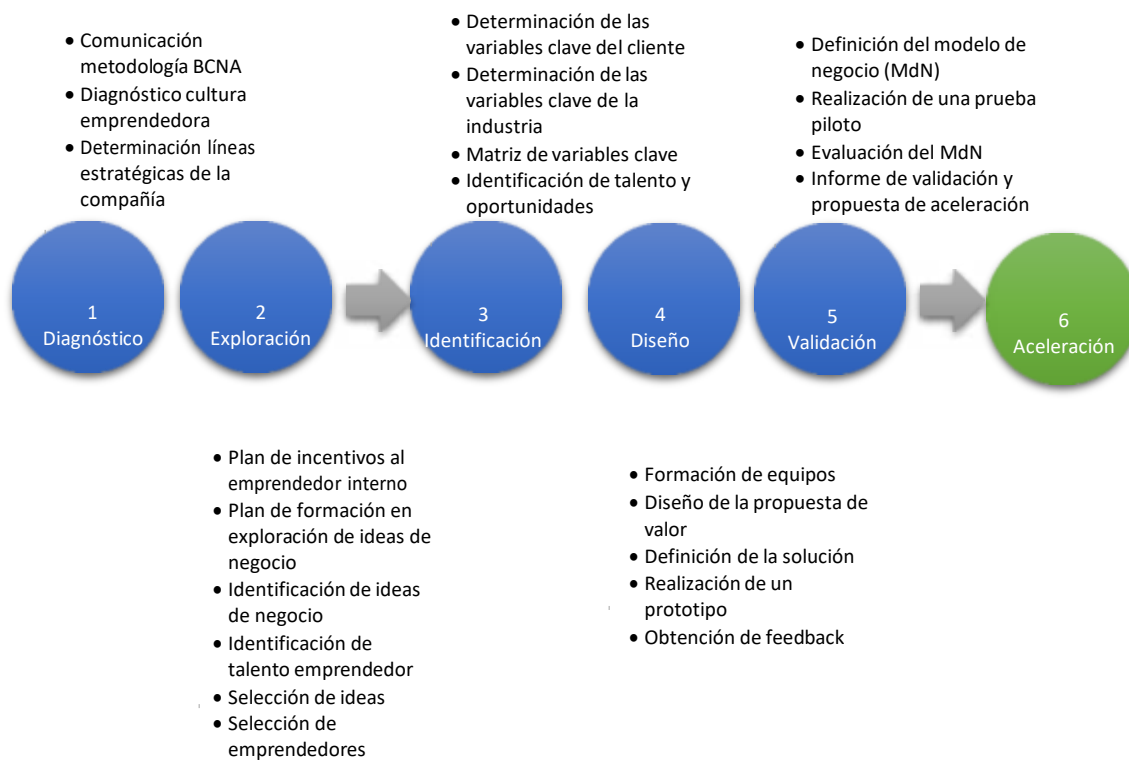 • Comunicación
metodología BCNA
• Diagnóstico cultura
emprendedora
• Determinación líneas
estratégicas de la
compañía
• Determinación de las
variables clave del cliente
• Determinación de las
variables clave de la
industria
• Matriz de variables clave
• Identificación de talento y
oportunidades
• Definición del modelo de
negocio (MdN)
• Realización de una prueba
piloto
• Evaluación del MdN
• Informe de validación y
propuesta de aceleración
1
Diagnóstico
2
Exploración
3
Identificación
4
Diseño
5
Validación
6
Aceleración
• Plan de incentivos al
emprendedor interno
• Plan de formación en
exploración de ideas de
negocio
• Identificación de ideas
de negocio
• Identificación de
talento emprendedor
• Selección de ideas
• Selección de
emprendedores
• Formación de equipos
• Diseño de la propuesta de
valor
• Definición de la solución
• Realización de un
prototipo
• Obtención de feedback